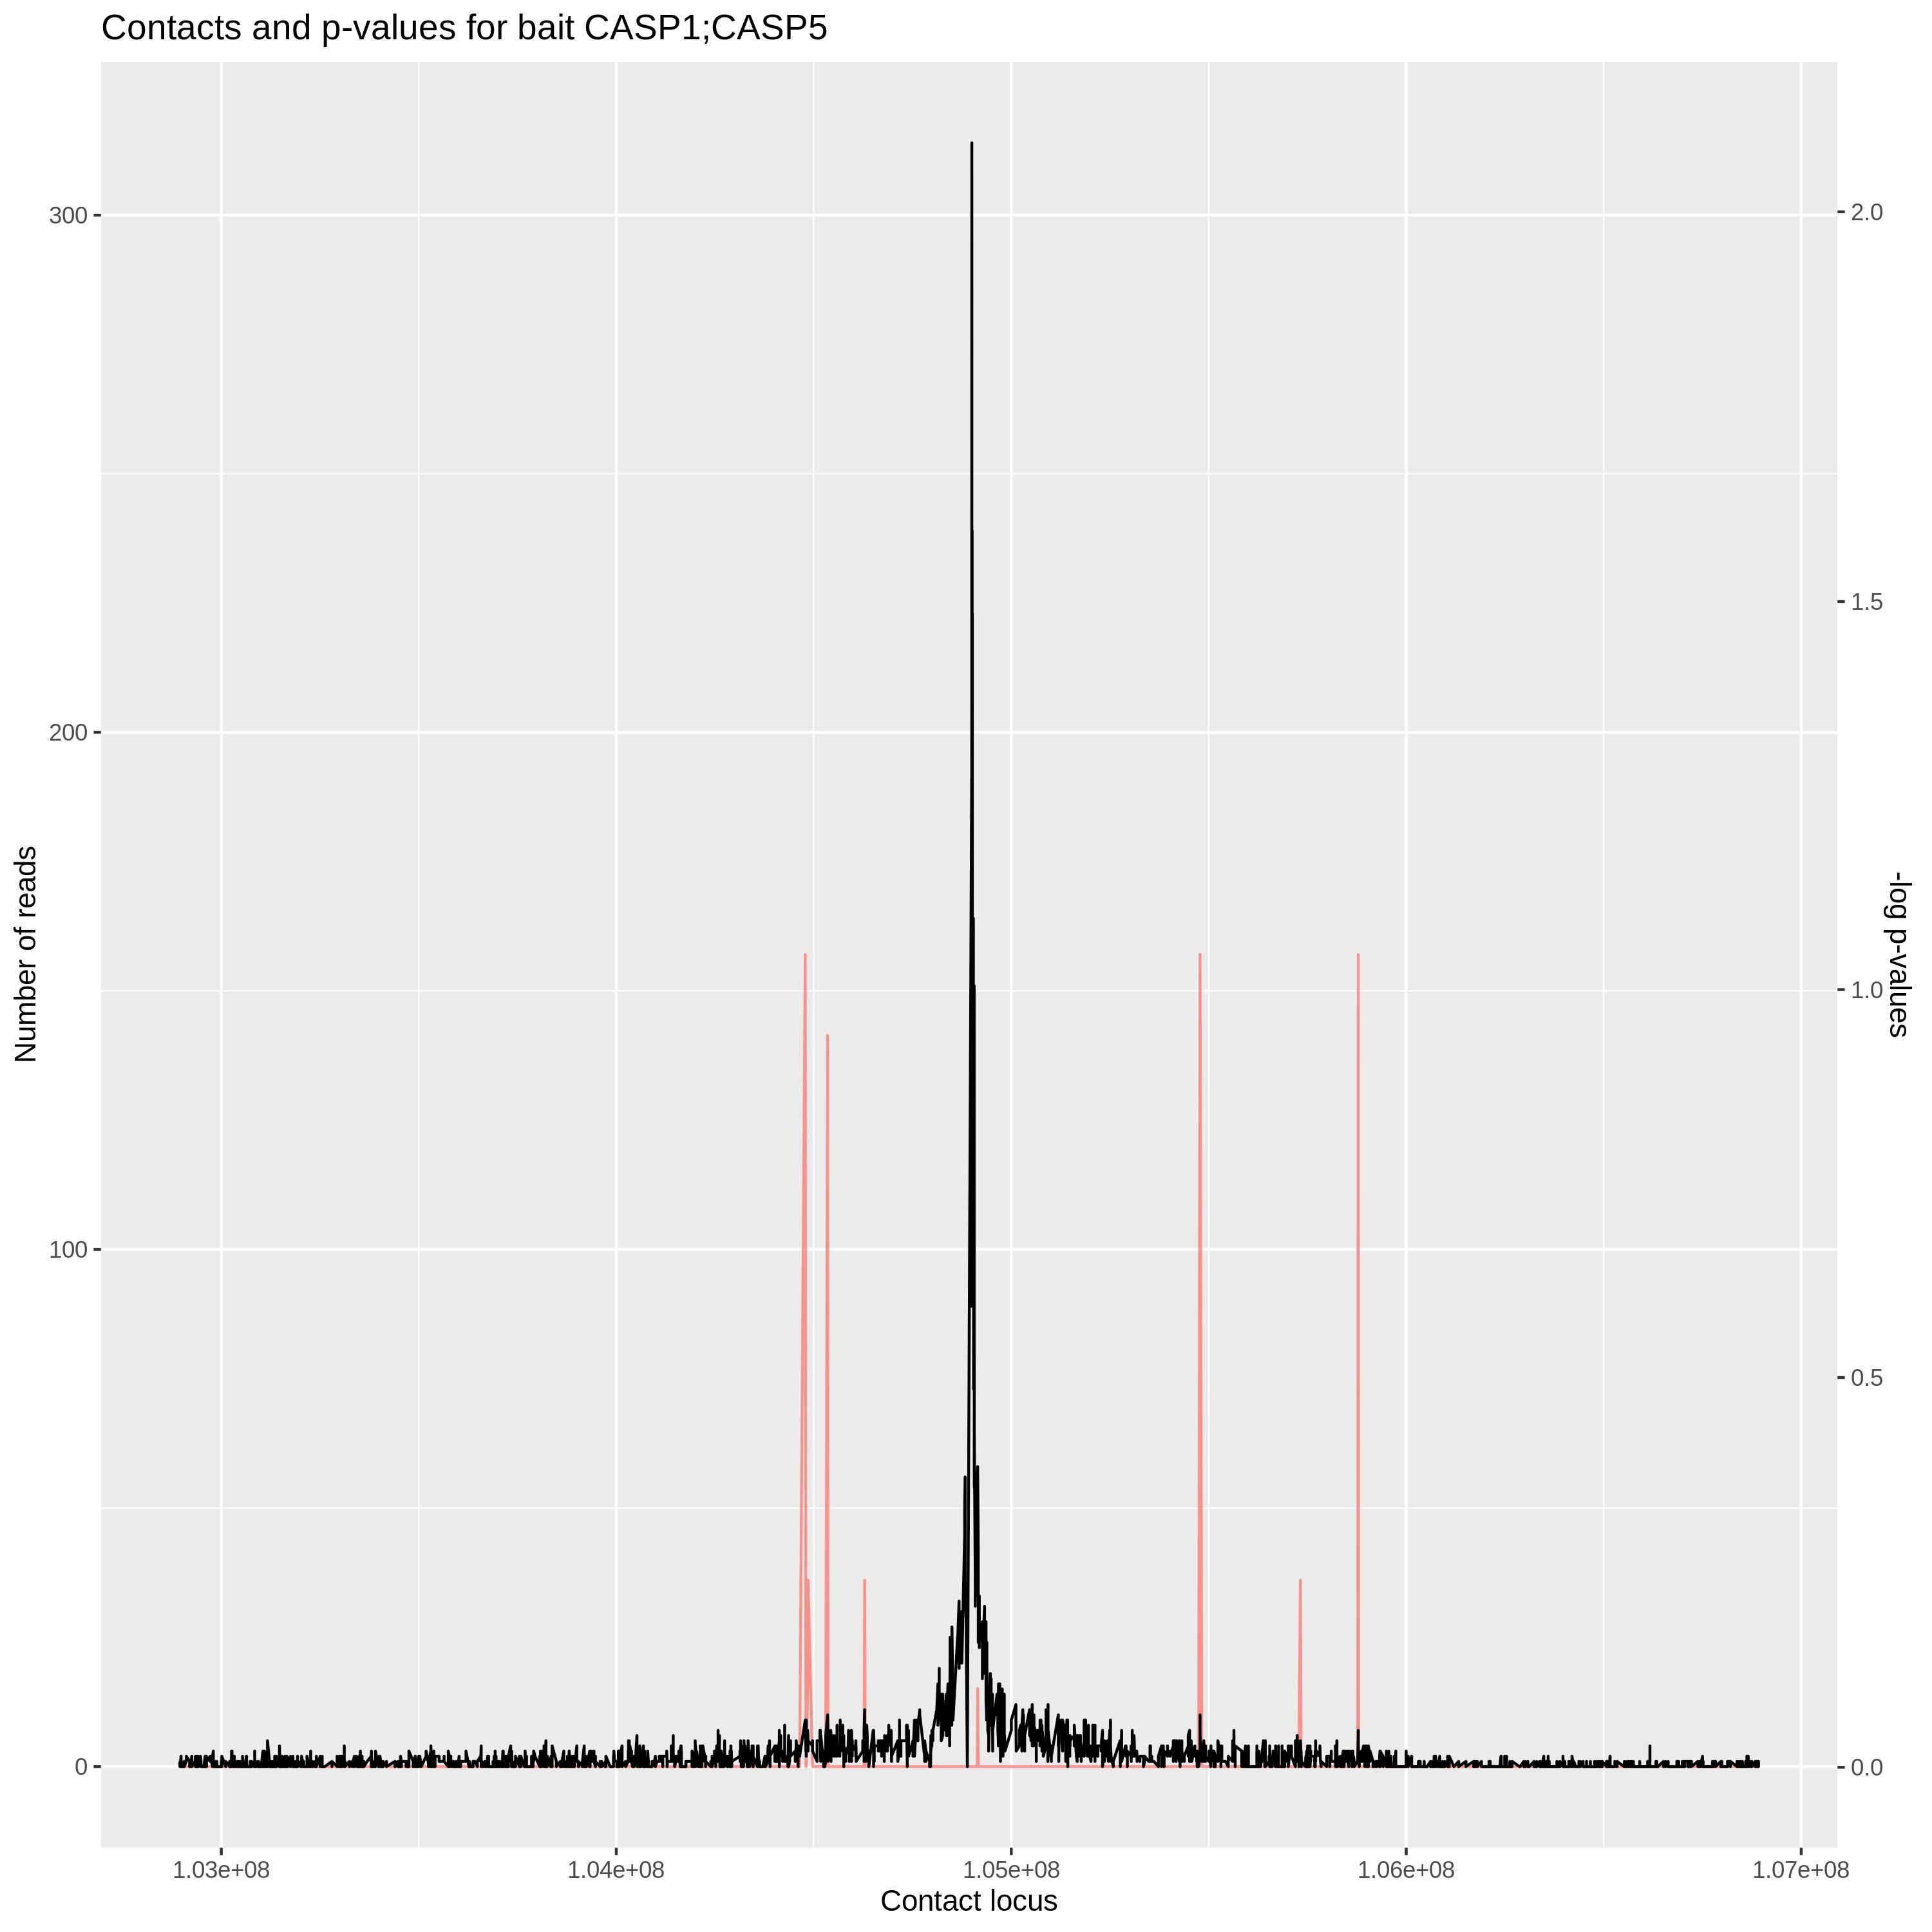 Contacts and p-values for bait CASP1;CASP5
300
200
100
0
Number of reads
2.0
1.5
1.0
0.5
0.0
-log p-values
1.03e+08
1.04e+08
1.05e+08
1.06e+08
1.07e+08
Contact locus